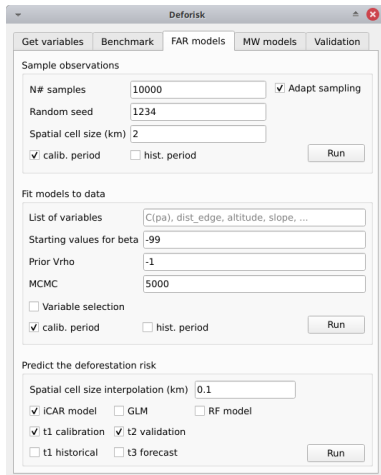 Deforisk
Get variables Benchmark FAR models MW models Validation
Sample observations
N# samples 10000 Adapt sampling
Random seed 1234
Spatial cell size (km) 2
calib. period hist. period Run
Fit models to data
List of variables C(pa), dist_edge, altitude, slope, ...
Starting values for beta -99
Prior Vrho -1
MCMC 5000
Variable selection
calib. period hist. period Run
Predict the deforestation risk
Spatial cell size interpolation (km) 0.1
iCAR model GLM RF model
t1 calibration t2 validation
t1 historical t3 forecast Run